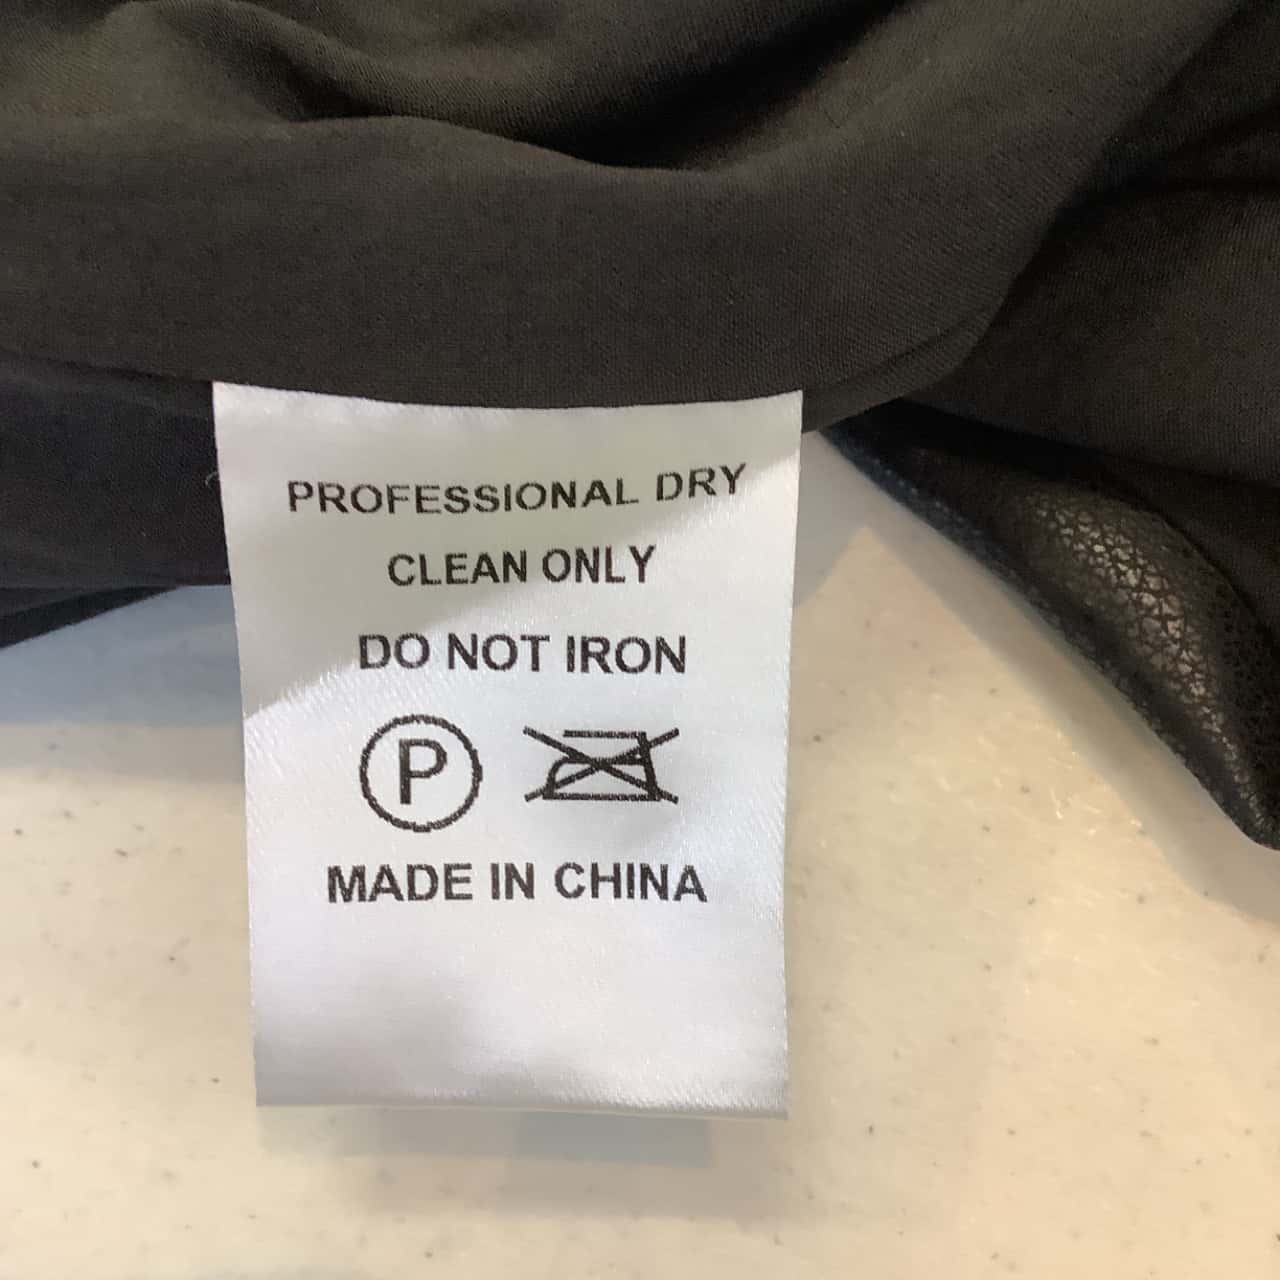 PROFESSIONAL DRY
CLEAN ONLY
DO NOT IRON
P
MADE IN CHINA